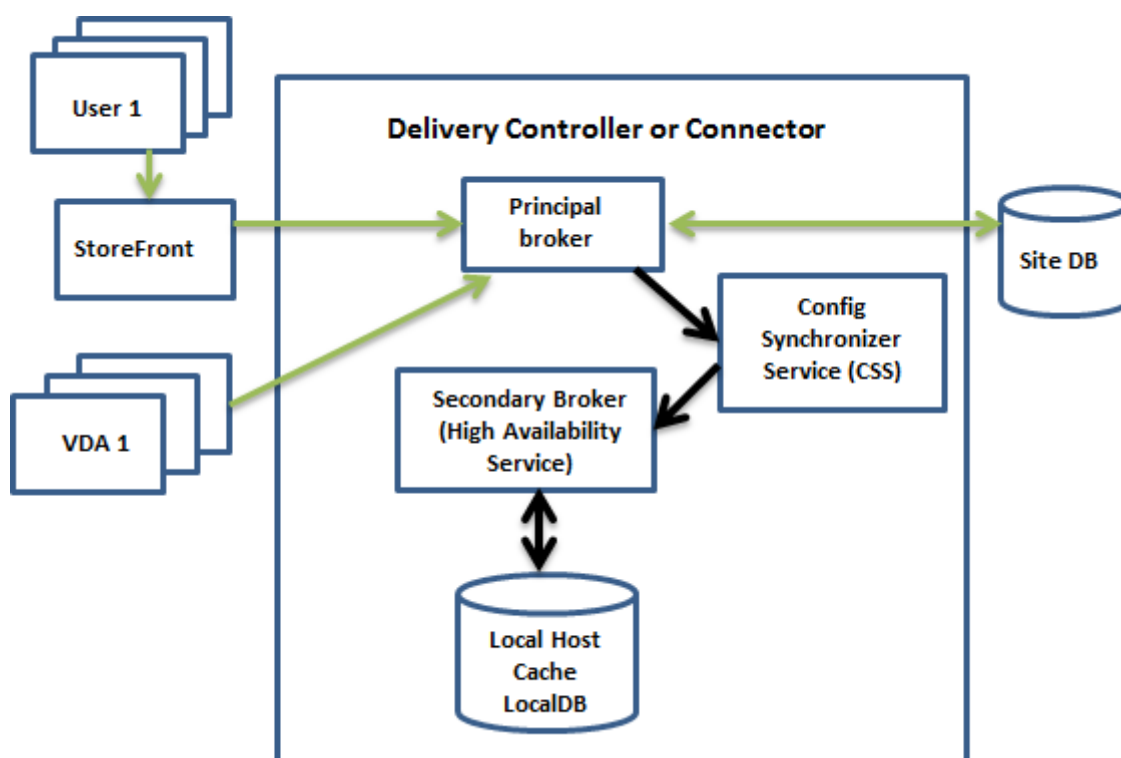 User 1
Delivery Controller or Connector
Principal
broker
StoreFront
Site DB
Config
Synchronizer
Service (CSS)
Secondary Broker
(High Availability
Service)
VDA 1
Local Host
Cache
LocalDB